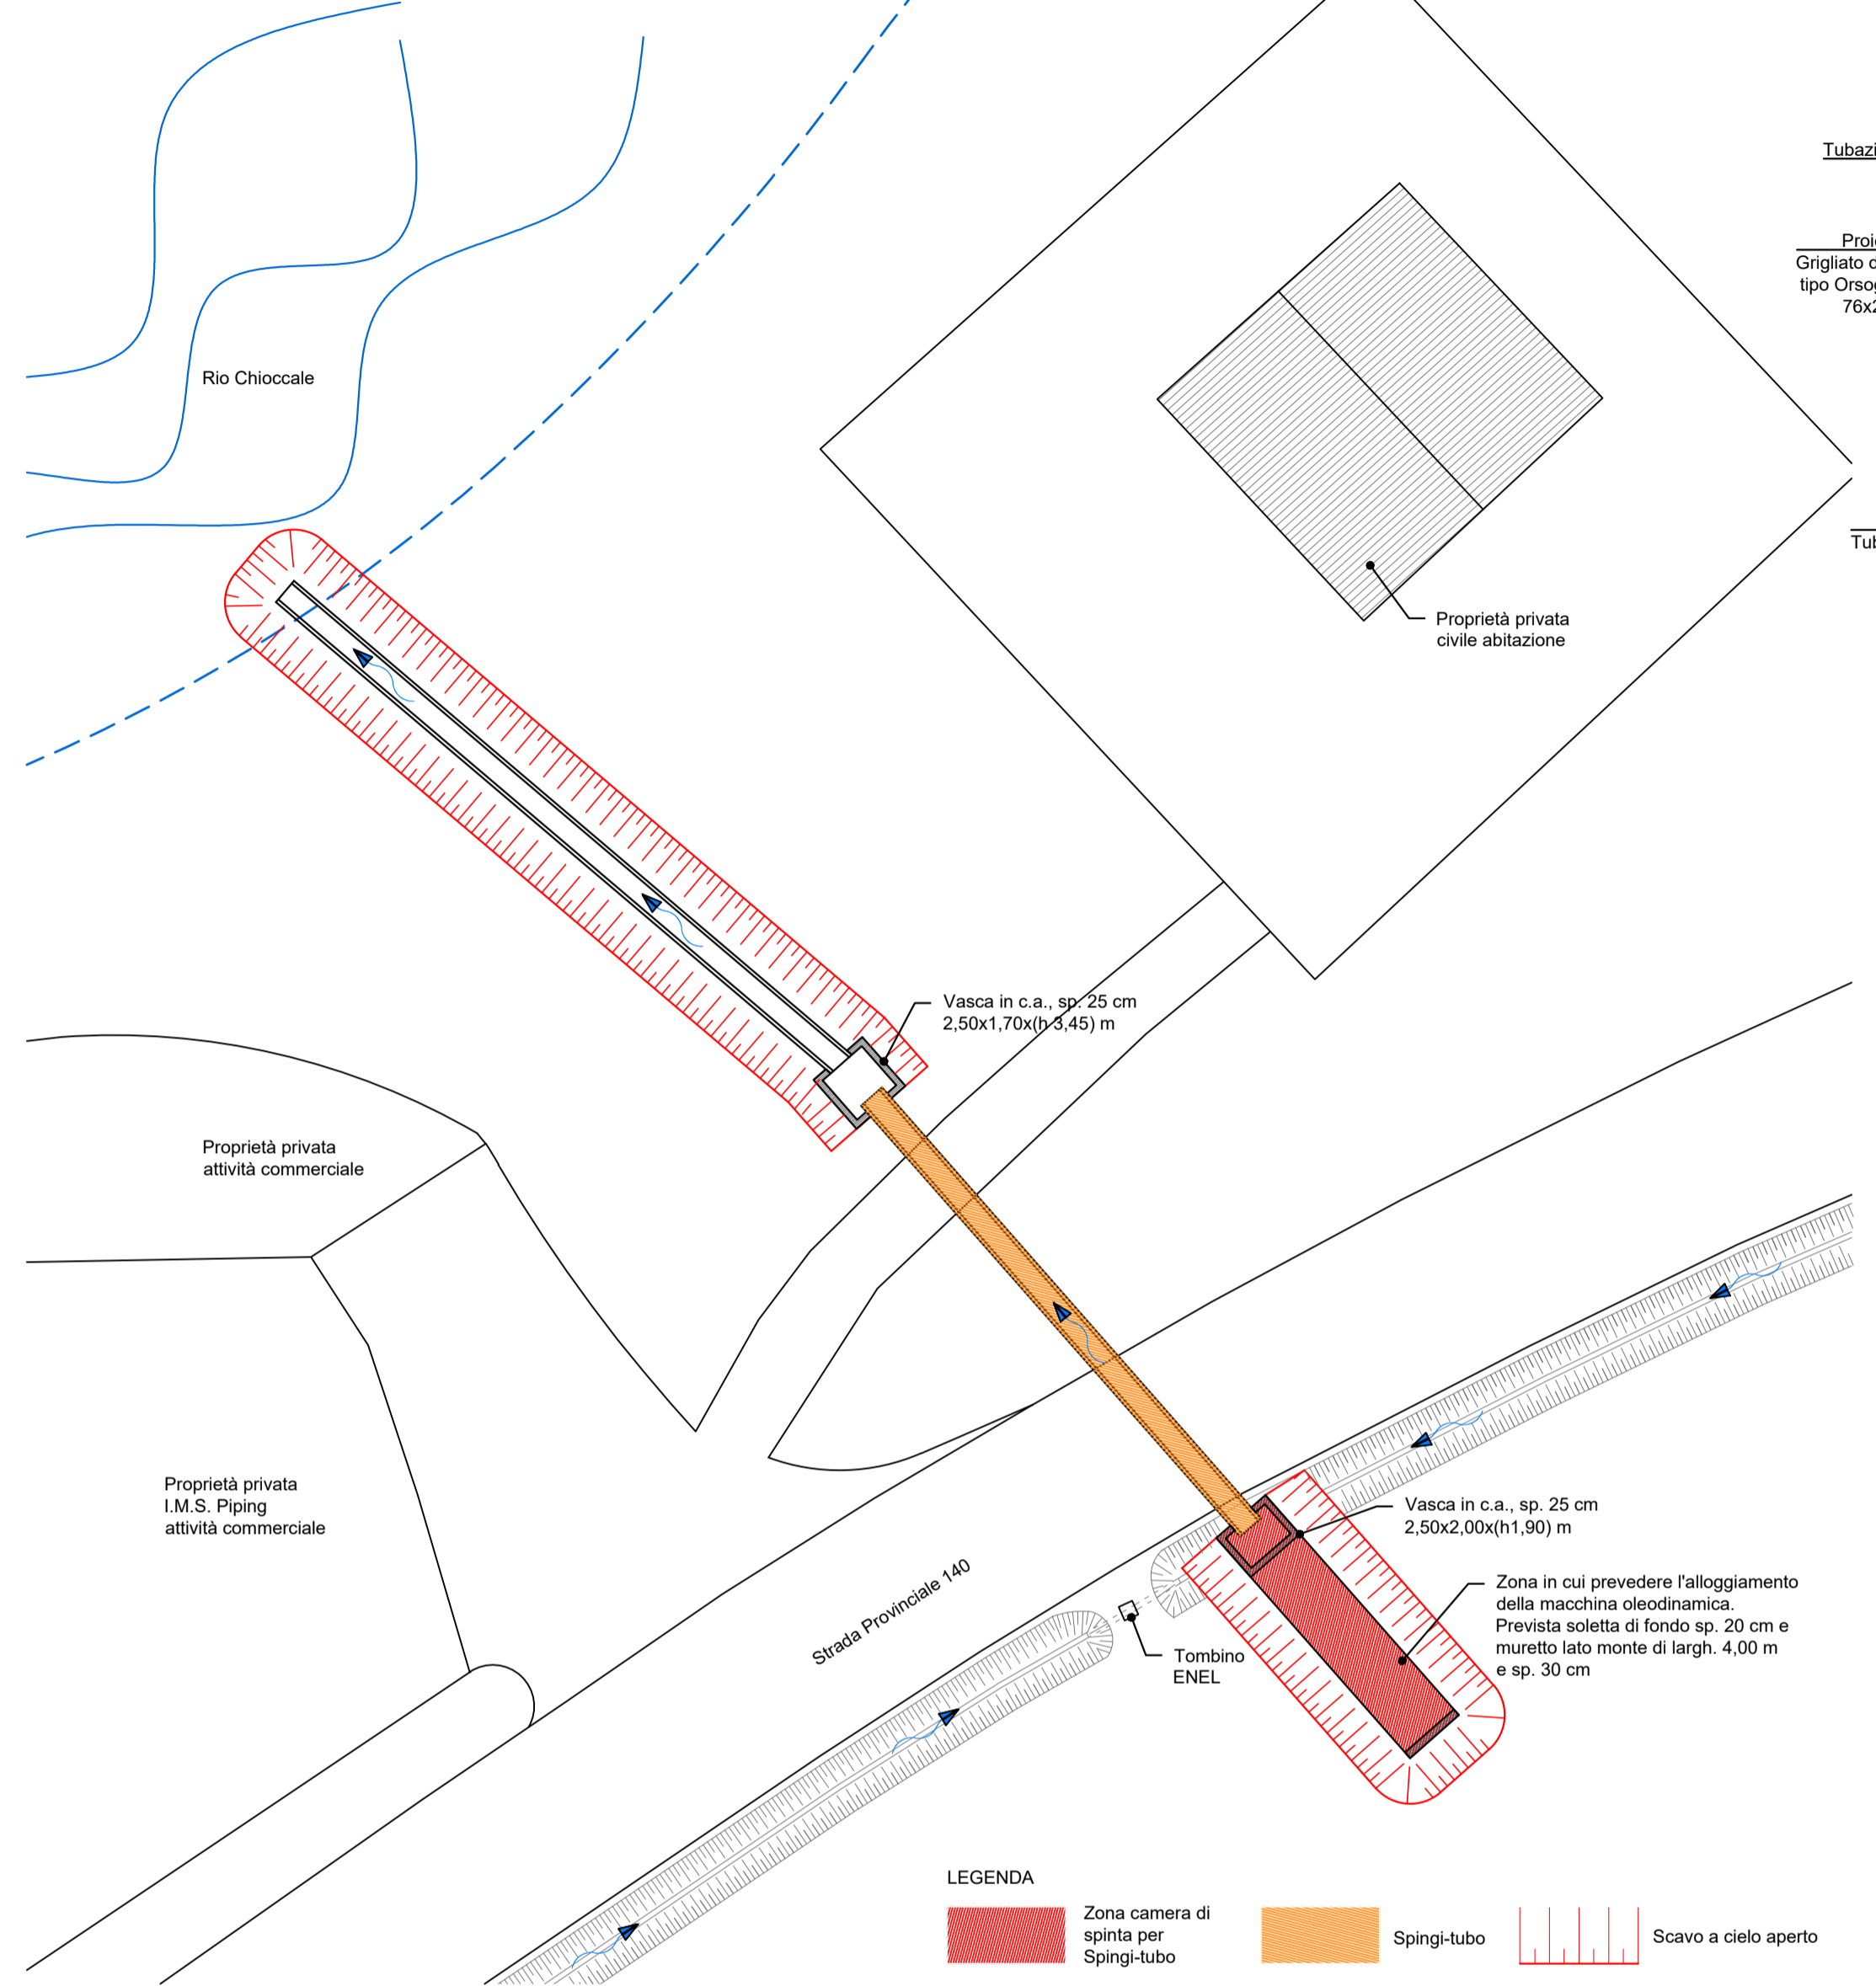 Tubazi
Proi
Grigliato d
tipo Orsog
76x2
Rio Chioccale
Tub
Proprietà privata
civile abitazione
Vasca in c.a., sp. 25 cm
2,50x1,70x(h 3,45) m
Proprietà privata
attività commerciale
Proprietà privata
I.M.S. Piping
attività commerciale
Vasca in c.a., sp. 25 cm
2,50x2,00x(h1,90) m
Strada Provinciale 140
Zona in cui prevedere l'alloggiamento
della macchina oleodinamica.
Prevista soletta di fondo sp. 20 cm e
muretto lato monte di largh. 4,00 m
e sp. 30 cm
Tombino
ENEL
LEGENDA
Zona camera di
spinta per
Spingi-tubo
Spingi-tubo
Scavo a cielo aperto